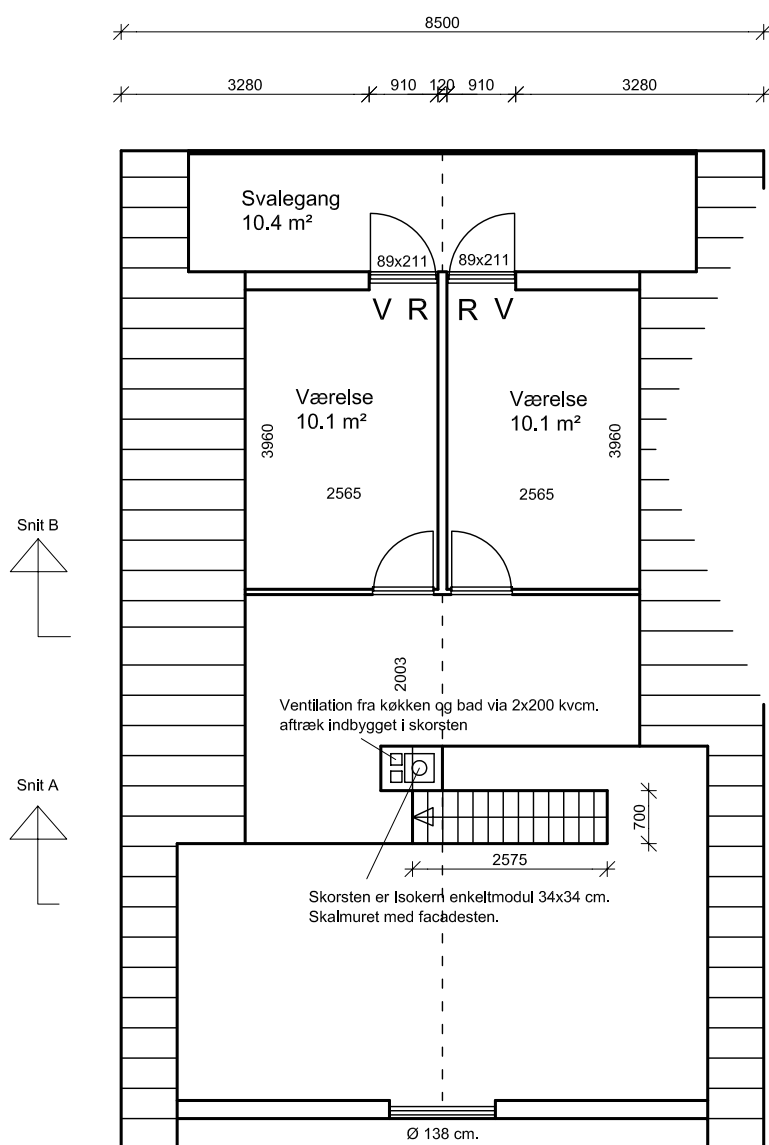 8500
3280 910 120 910 3280
Svalegang
10.4 m²
89x211 89x211
V R R V
Værelse
10.1 m²
Værelse
10.1 m²
3960
3960
2565
2565
Snit B
2003
Ventilation fra køkken og bad via 2x200 kvcm.
aftræk indbygget i skorsten
Snit A
700
2575
Skorsten er Isokern enkeltmodul 34x34 cm.
Skalmuret med facadesten.
Ø 138 cm.